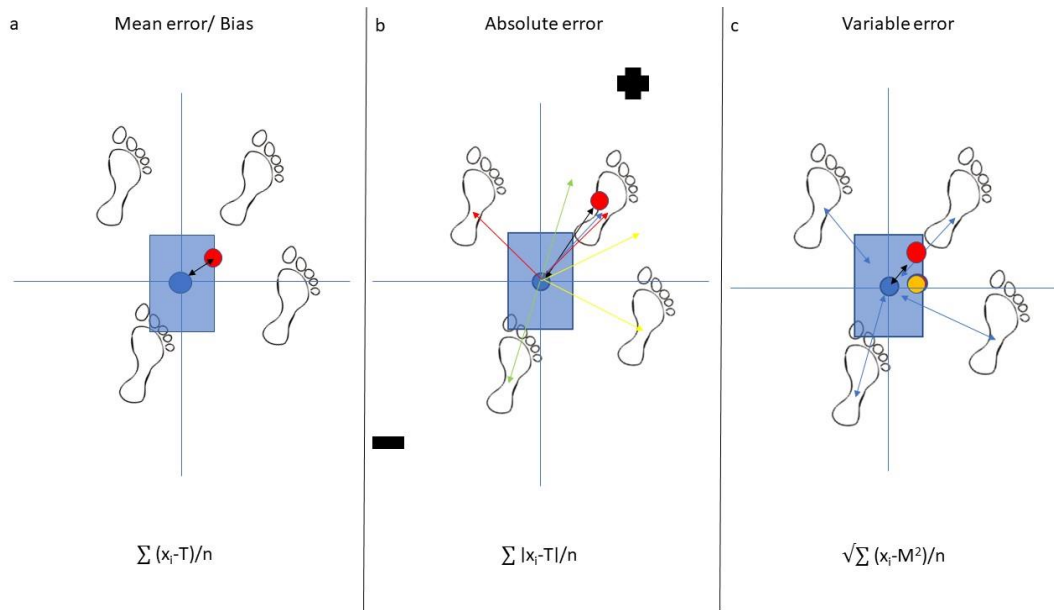 a Mean error/ Bias
b Absolute error
c Variable error
∑ (xᵢ-T)/n
∑ |xᵢ-T|/n
√∑ (xᵢ-M²)/n